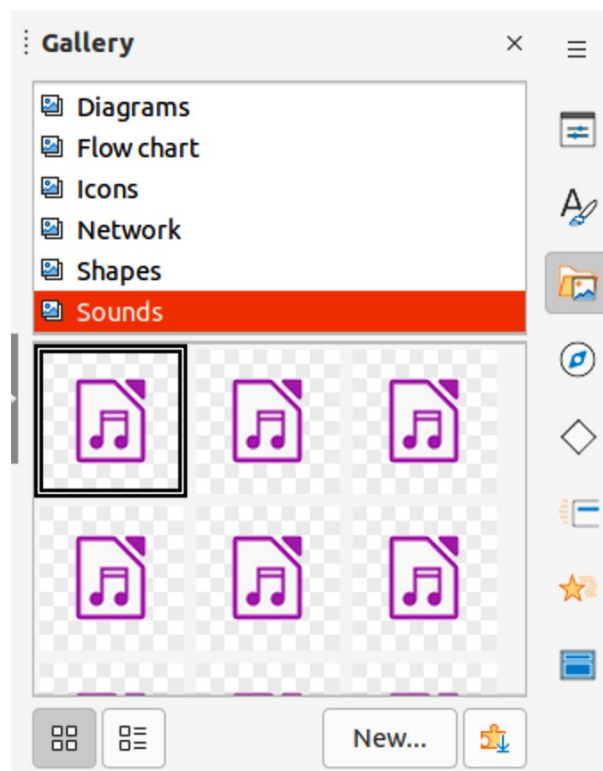 Gallery
Diagrams
Flow chart
Icons
Network
Shapes
Sounds
New...